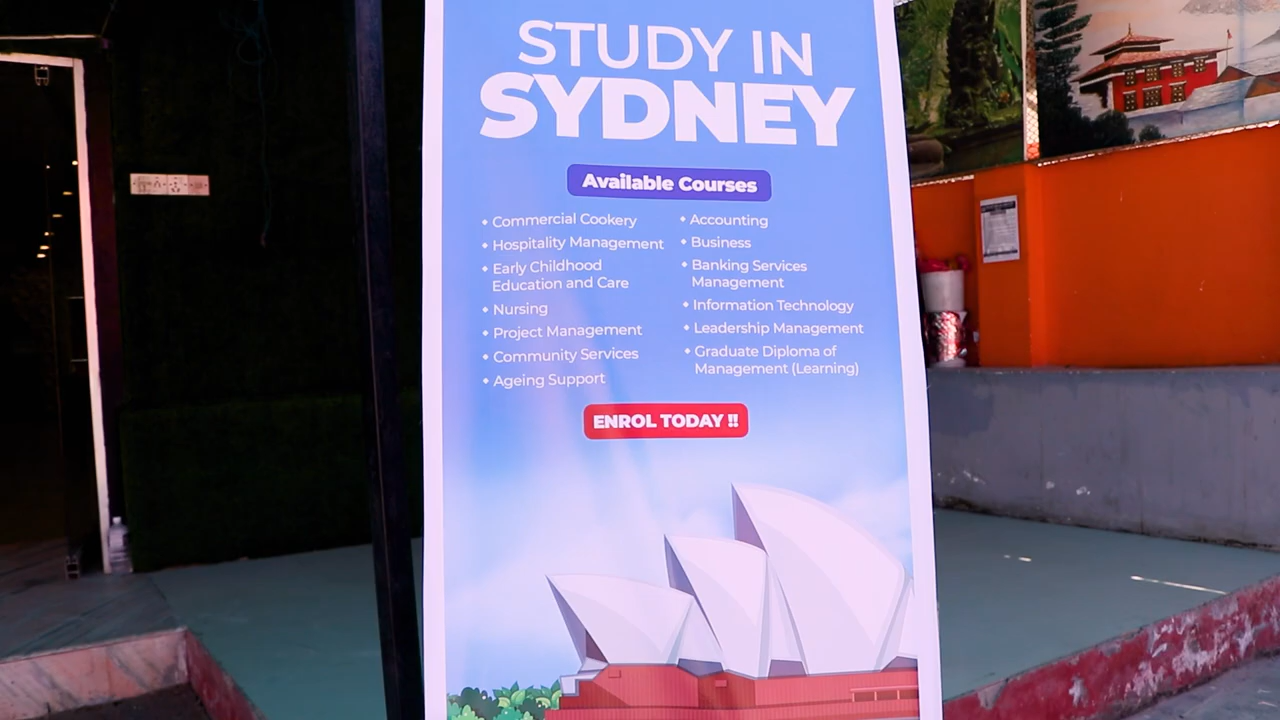 STUDY IN
SYDNEY
Available Courses
• Commercial Cookery
• Hospitality Management
• Early Childhood
Education and Care
• Nursing
• Project Management
• Community Services
• Ageing Support
• Accounting
• Business
• Banking Services
Management
• Information Technology
• Leadership Management
• Graduate Diploma of
Management (Learning)
ENROL TODAY !!